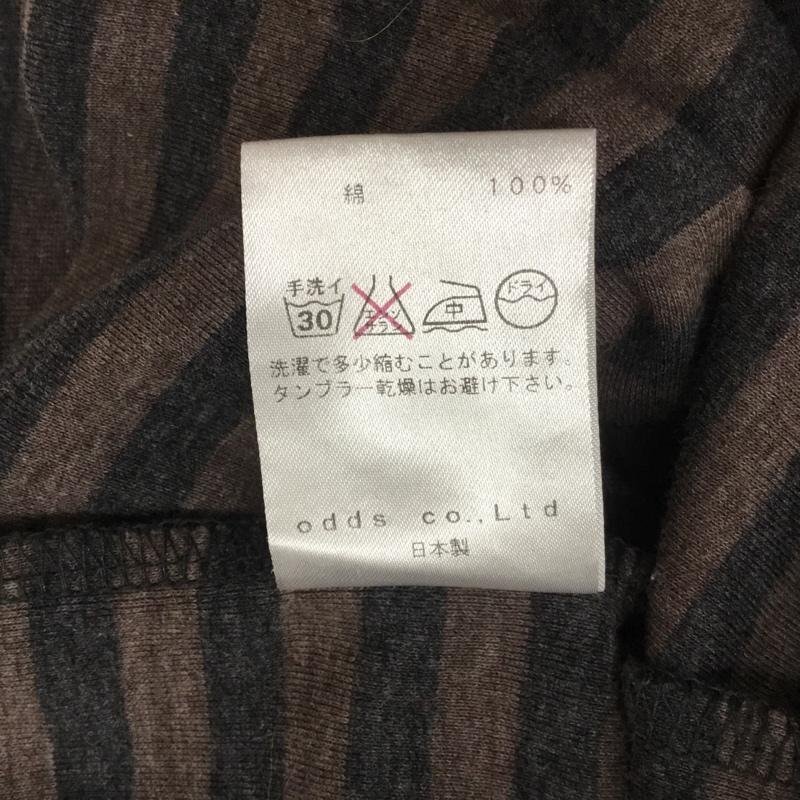 綿 100%
手洗イ
30 エンソ サラシ 中 ドライ
洗濯で多少縮むことがあります。
タンブラー乾燥はお避け下さい。
odds co.,Ltd
日本製